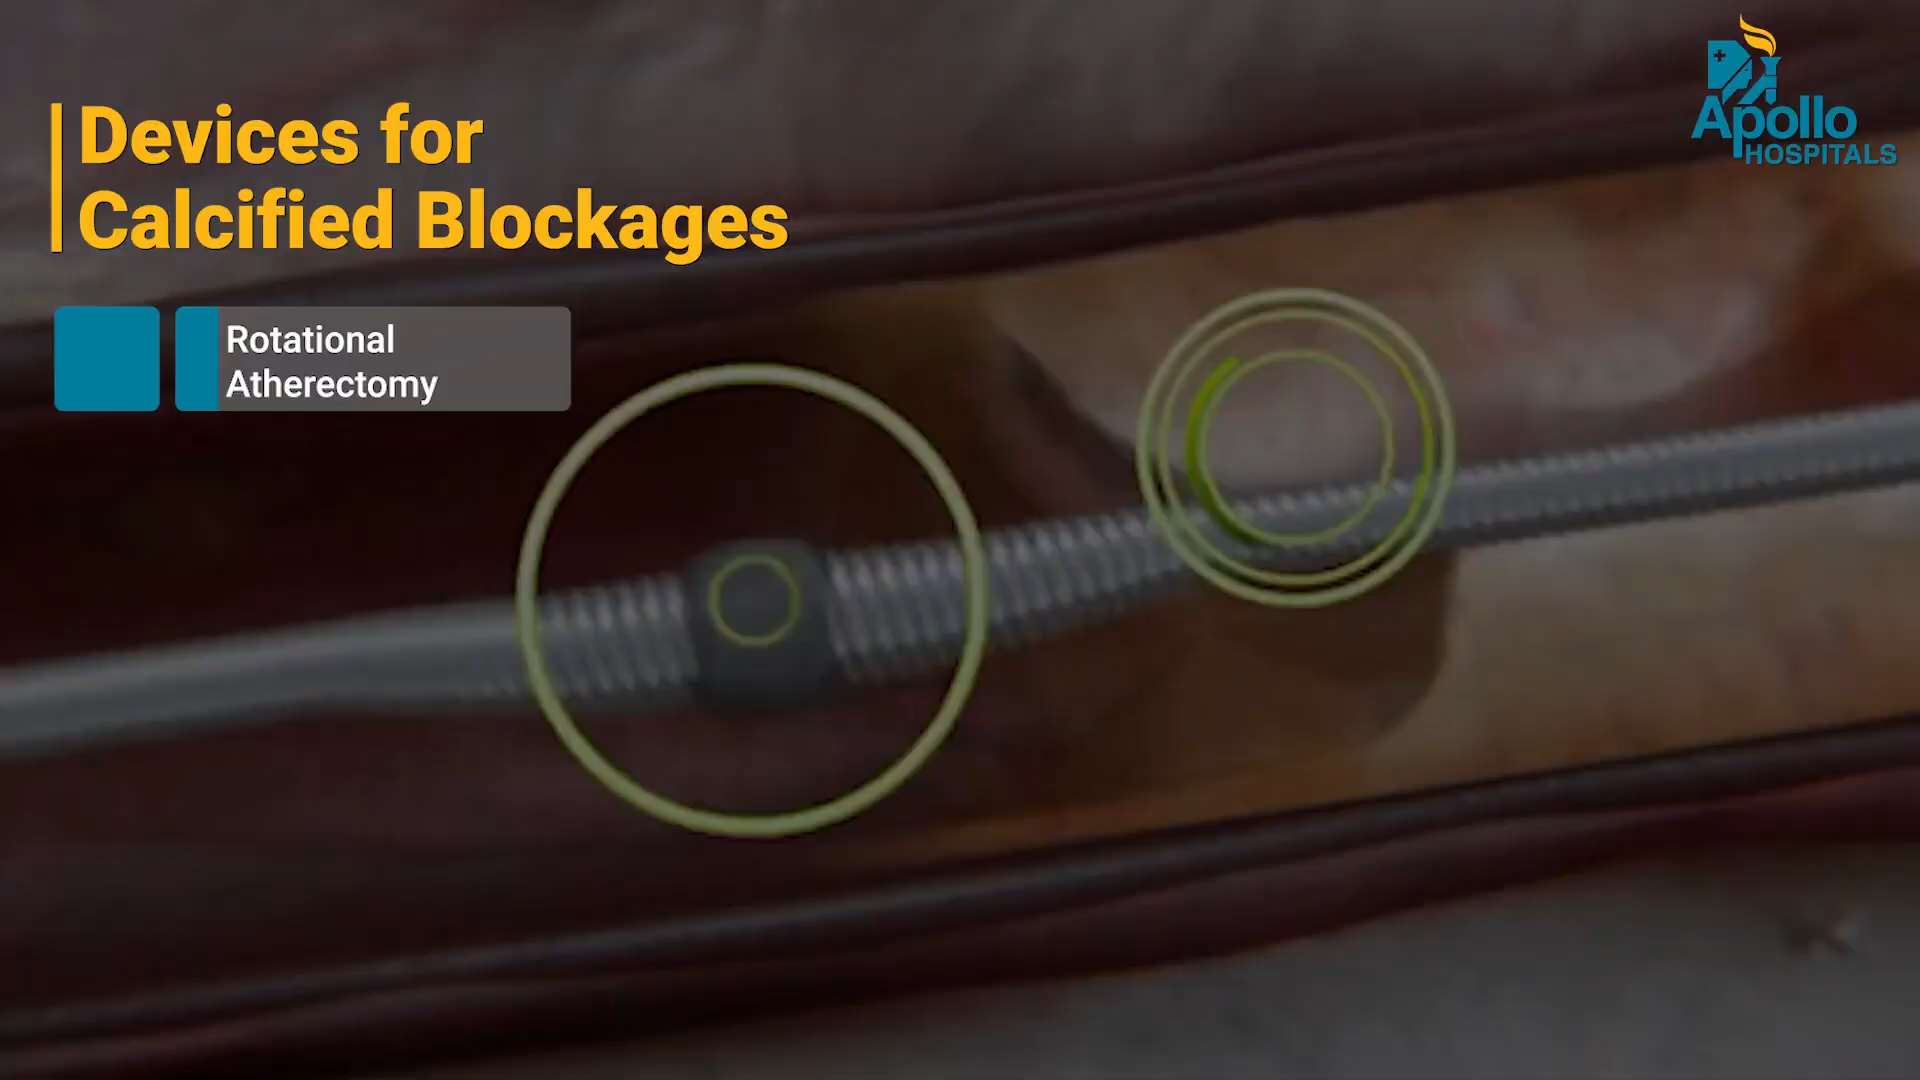 Devices for
Calcified Blockages
Rotational
Atherectomy
Apollo
HOSPITALS